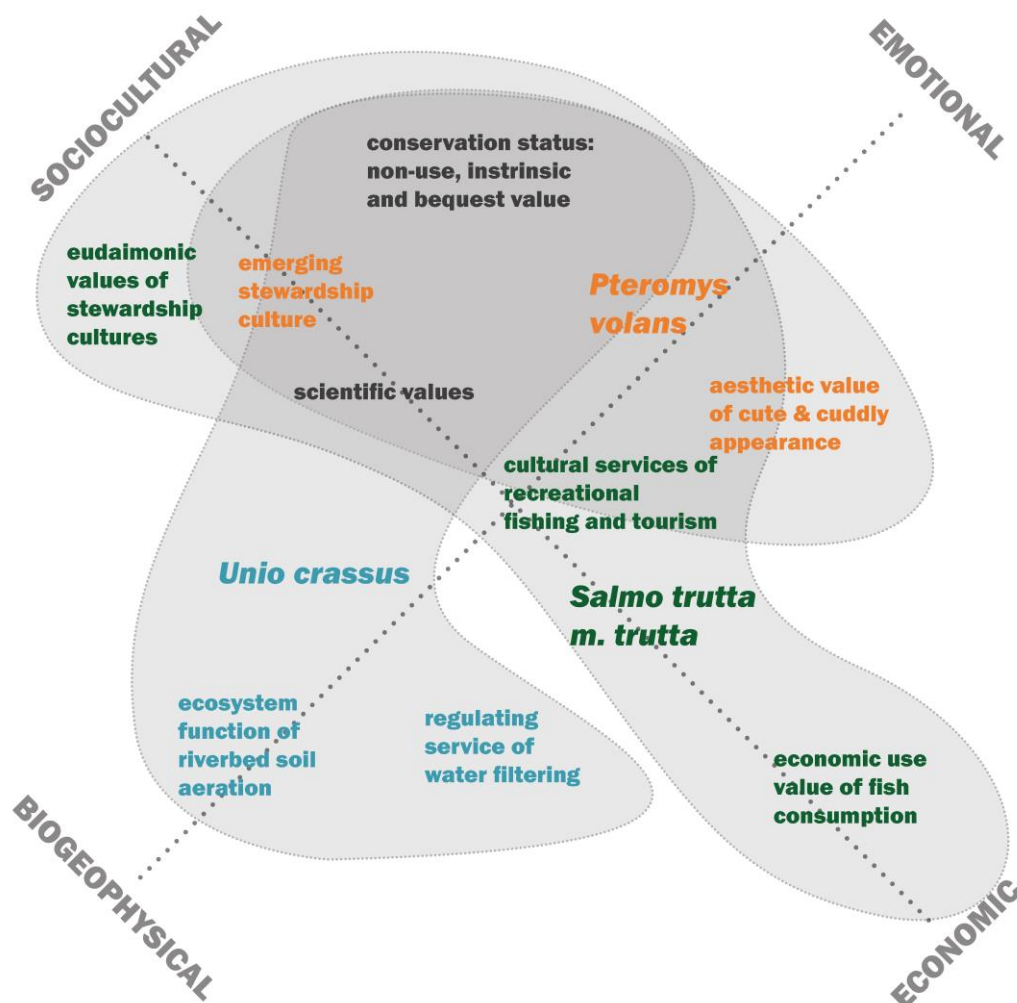 SOCIOCULTURAL
EMOTIONAL
conservation status:
non-use, instrinsic
and bequest value
eudaimonic
values of
stewardship
cultures
emerging
stewardship
culture
Pteromys
volans
scientific values
aesthetic value
of cute & cuddly
appearance
cultural services of
recreational
fishing and tourism
Unio crassus
Salmo trutta
m. trutta
ecosystem
function of
riverbed soil
aeration
regulating
service of
water filtering
economic use
value of fish
consumption
BIOGEOPHYSICAL
ECONOMIC